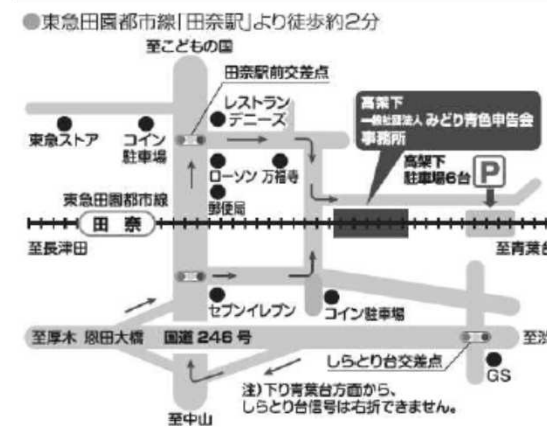 ●東急田園都市線「田奈駅」より徒歩約2分
至こどもの国
田奈駅前交差点
レストラン
デニーズ
東急ストア
コイン
駐車場
ローソン
万福寺
郵便局
高架下
一般社団法人 みどり青色申告会
事務所
高架下
駐車場6台
P
東急田園都市線
田奈
至長津田
至青葉台
セブンイレブン
コイン駐車場
至厚木 恩田大橋 国道246号
至渋
しらとり台交差点
GS
注)下り青葉台方面から、
しらとり台信号は右折できません。
至中山